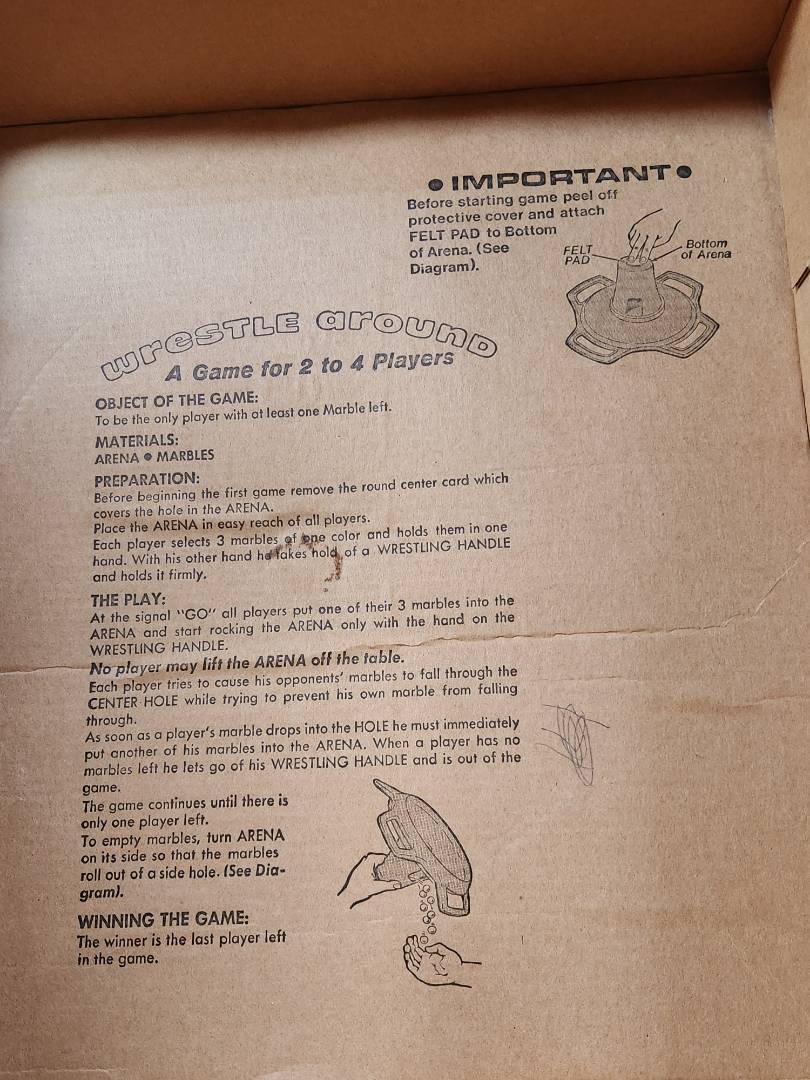 ● IMPORTANT ●
Before starting game peel off
protective cover and attach
FELT PAD to Bottom
of Arena. (See
Diagram).
FELT
PAD
Bottom
of Arena
wresTLE around
A Game for 2 to 4 Players
OBJECT OF THE GAME:
To be the only player with at least one Marble left.
MATERIALS:
ARENA ● MARBLES
PREPARATION:
Before beginning the first game remove the round center card which
covers the hole in the ARENA.
Place the ARENA in easy reach of all players.
Each player selects 3 marbles of one color and holds them in one
hand. With his other hand he takes hold of a WRESTLING HANDLE
and holds it firmly.
THE PLAY:
At the signal "GO" all players put one of their 3 marbles into the
ARENA and start rocking the ARENA only with the hand on the
WRESTLING HANDLE.
No player may lift the ARENA off the table.
Each player tries to cause his opponents' marbles to fall through the
CENTER HOLE while trying to prevent his own marble from falling
through.
As soon as a player's marble drops into the HOLE he must immediately
put another of his marbles into the ARENA. When a player has no
marbles left he lets go of his WRESTLING HANDLE and is out of the
game.
The game continues until there is
only one player left.
To empty marbles, turn ARENA
on its side so that the marbles
roll out of a side hole. (See Dia-
gram).
WINNING THE GAME:
The winner is the last player left
in the game.